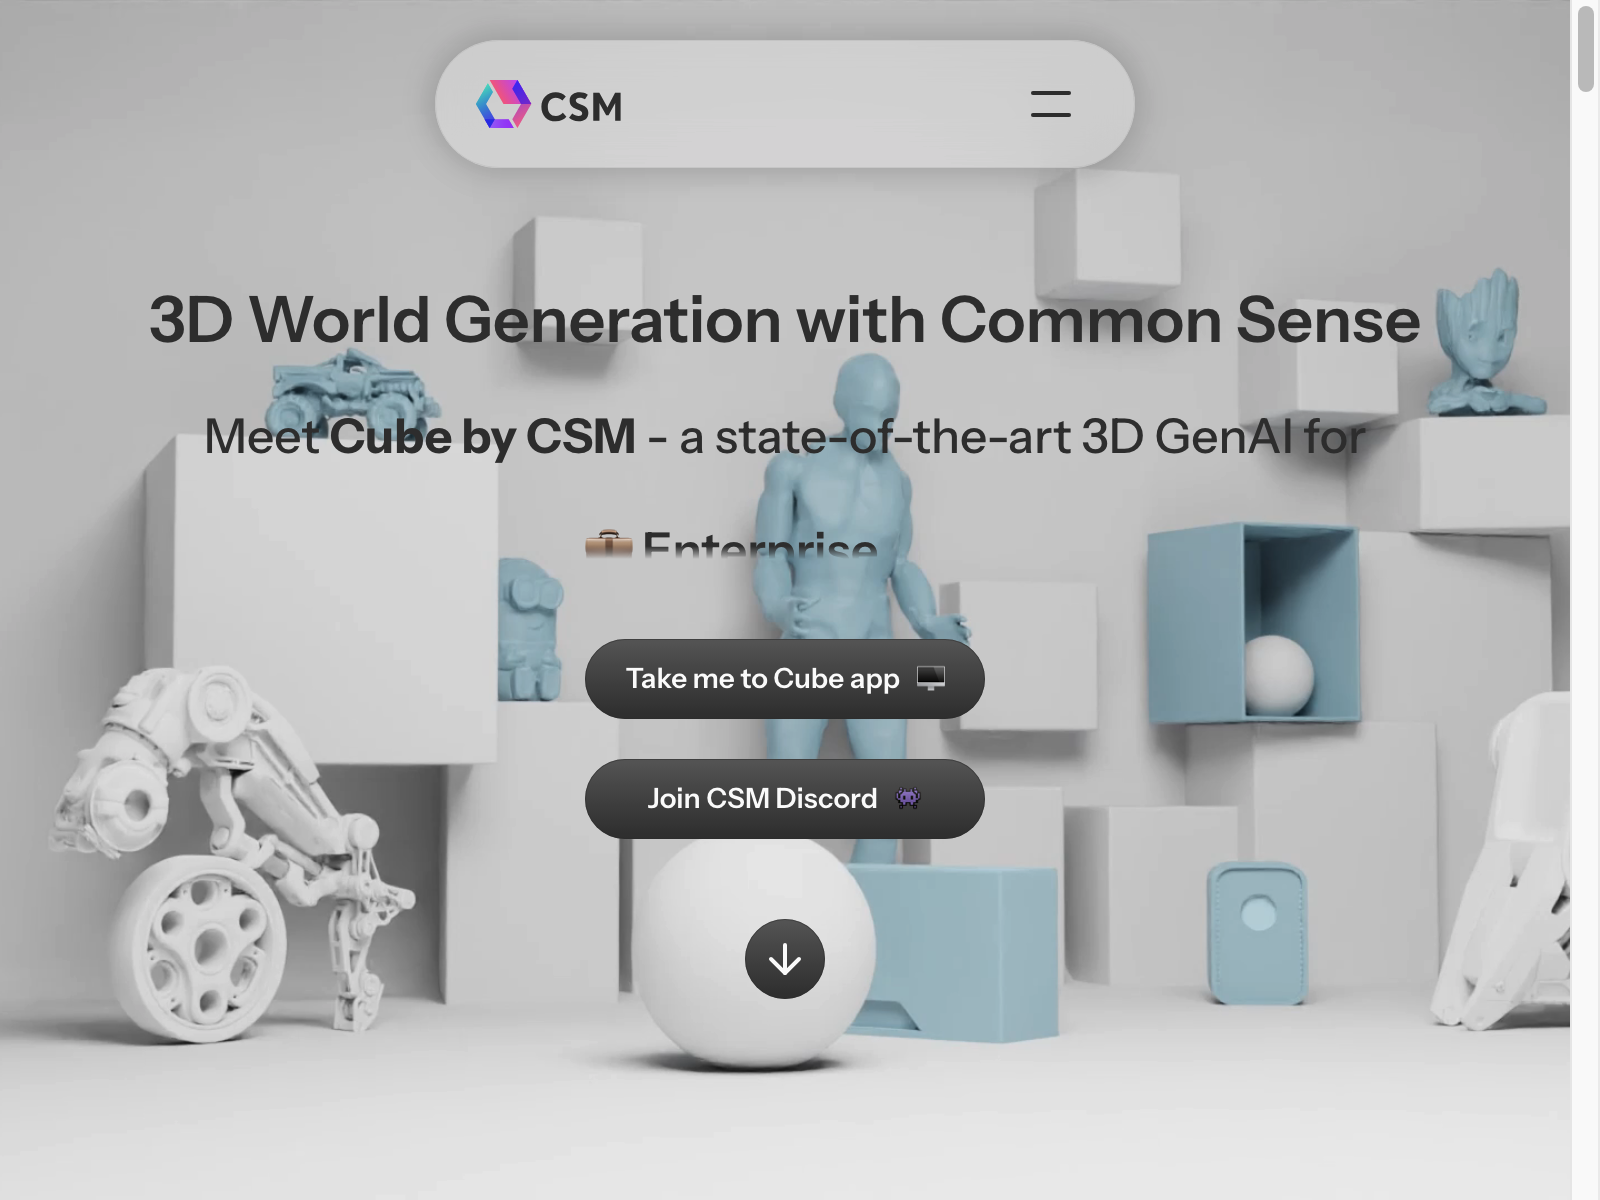 CSM
3D World Generation with Common Sense
Meet Cube by CSM - a state-of-the-art 3D GenAI for
Enterprise
Take me to Cube app
Join CSM Discord